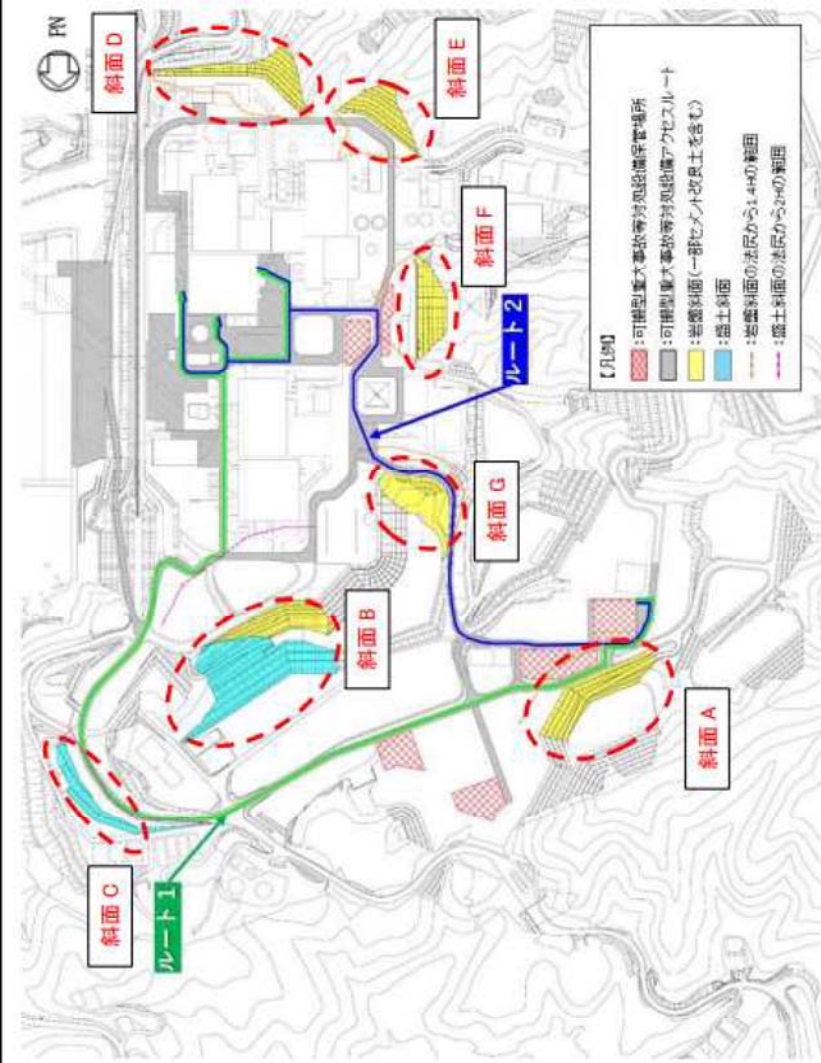 PN
斜面 D
斜面 E
斜面 F
斜面 G
斜面 B
斜面 A
斜面 C
ルート 1
ルート 2
【凡例】
:可搬型重大事故等対処設備保管場所
:可搬型重大事故等対処設備アクセスルート
:岩盤斜面(一部セメント改良土を含む)
:盛土斜面
:岩盤斜面の法尻から1.4Hの範囲
:盛土斜面の法尻から2Hの範囲